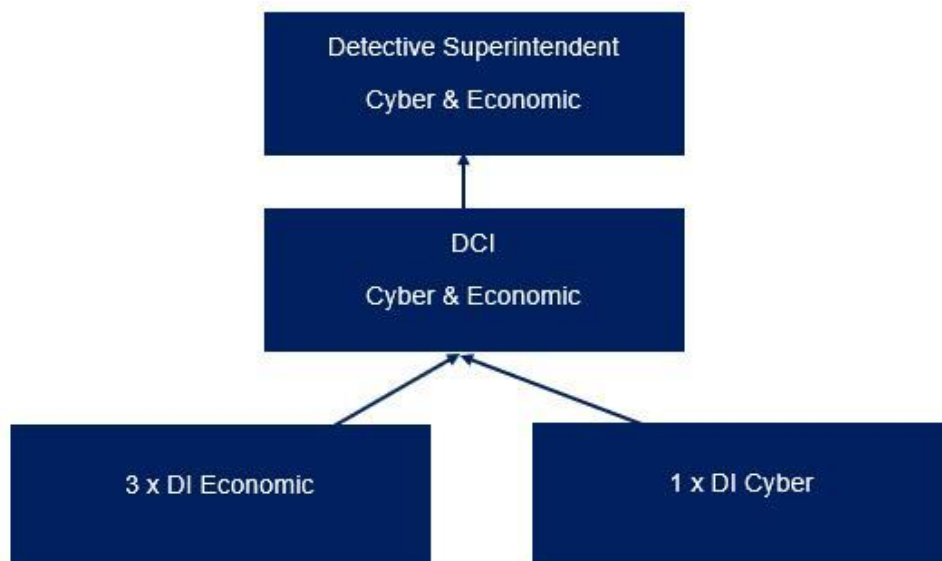 Detective Superintendent
Cyber & Economic
DCI
Cyber & Economic
3 x DI Economic
1 x DI Cyber